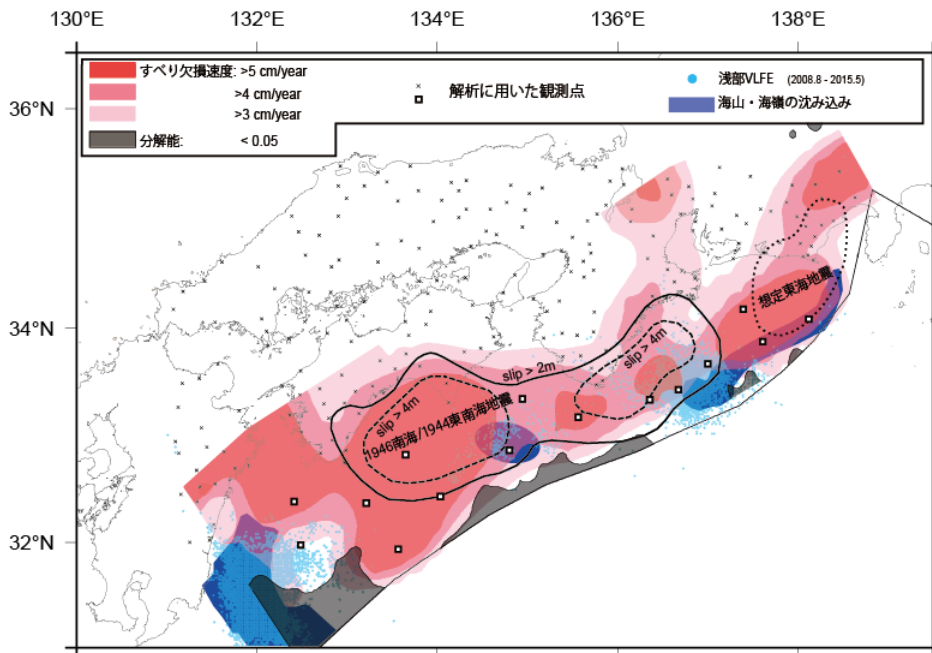 130°E 132°E 134°E 136°E 138°E
すべり欠損速度: >5 cm/year
>4 cm/year
>3 cm/year
分解能: < 0.05
解析に用いた観測点
浅部VLFE (2008.8 - 2015.5)
海山・海嶺の沈み込み
36°N
34°N
32°N
想定東海地震
slip > 4m
slip > 2m
slip > 4m
1946南海/1944東南海地震